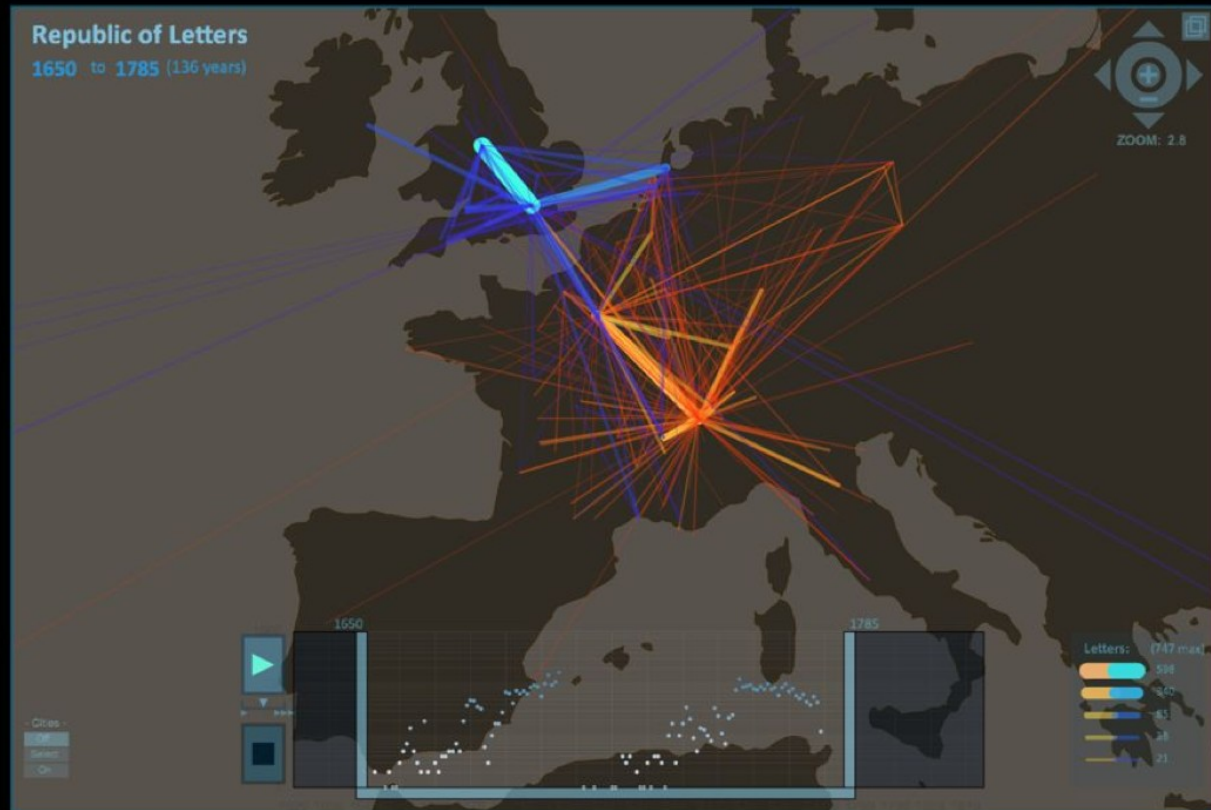 Republic of Letters
1650 to 1785 (136 years)
ZOOM: 2.8
1650
1785
Letters: (747 max)
21
- Cities -
Off
Select
On